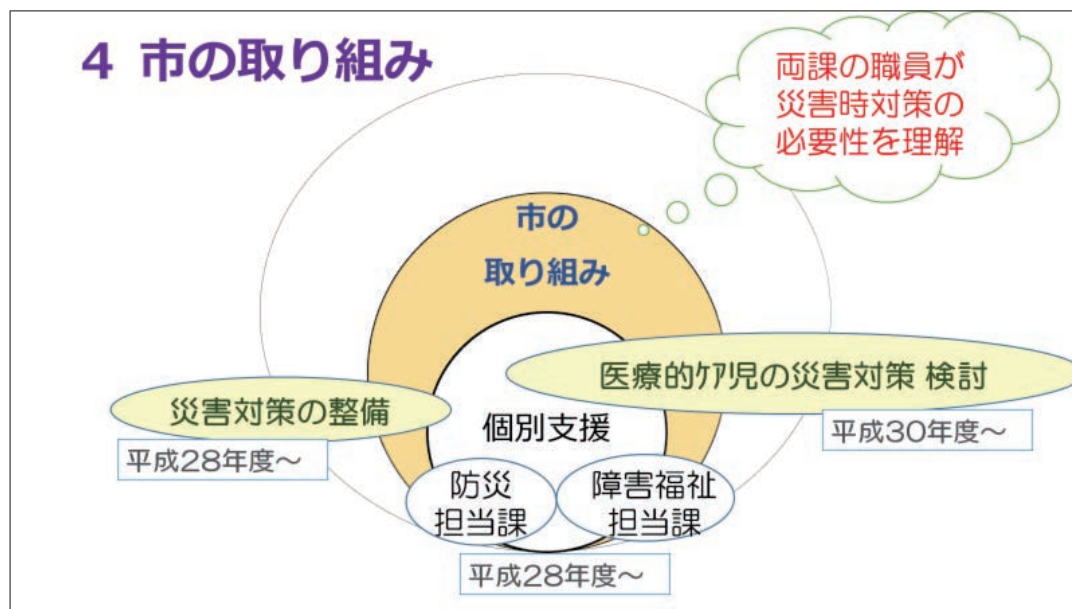 4 市の取り組み
両課の職員が
災害時対策の
必要性を理解
市の
取り組み
医療的ｹｱ児の災害対策 検討
平成30年度～
災害対策の整備
平成28年度～
個別支援
防災
担当課
障害福祉
担当課
平成28年度～